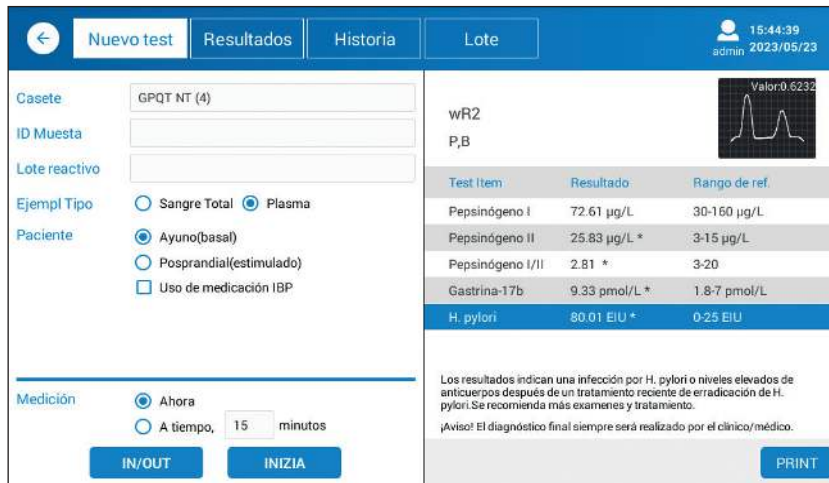 Nuevo test Resultados Historia Lote
15:44:39
admin 2023/05/23
Casete GPQT NT (4)
ID Muesta
Lote reactivo
Ejempl Tipo Sangre Total Plasma
Paciente Ayuno(basal)
Posprandial(estimulado)
Uso de medicación IBP
Medición Ahora
A tiempo, 15 minutos
IN/OUT INIZIA
Valor:0.6232
wR2
P,B
Test Item Resultado Rango de ref.
Pepsinógeno I 72.61 µg/L 30-160 µg/L
Pepsinógeno II 25.83 µg/L * 3-15 µg/L
Pepsinógeno I/II 2.81 * 3-20
Gastrina-17b 9.33 pmol/L * 1.8-7 pmol/L
H. pylori 80.01 EIU * 0-25 EIU
Los resultados indican una infección por H. pylori o niveles elevados de
anticuerpos después de un tratamiento reciente de erradicación de H.
pylori.Se recomienda más examenes y tratamiento.
¡Aviso! El diagnóstico final siempre será realizado por el clínico/médico.
PRINT